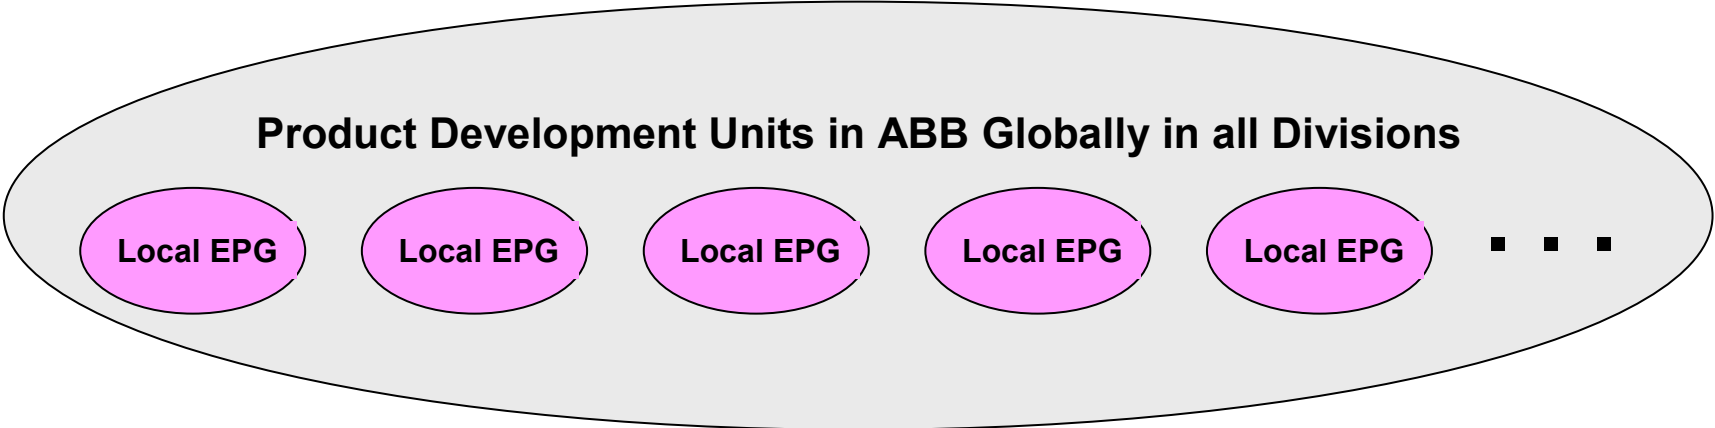 Product Development Units in ABB Globally in all Divisions
Local EPG Local EPG Local EPG Local EPG Local EPG . . .